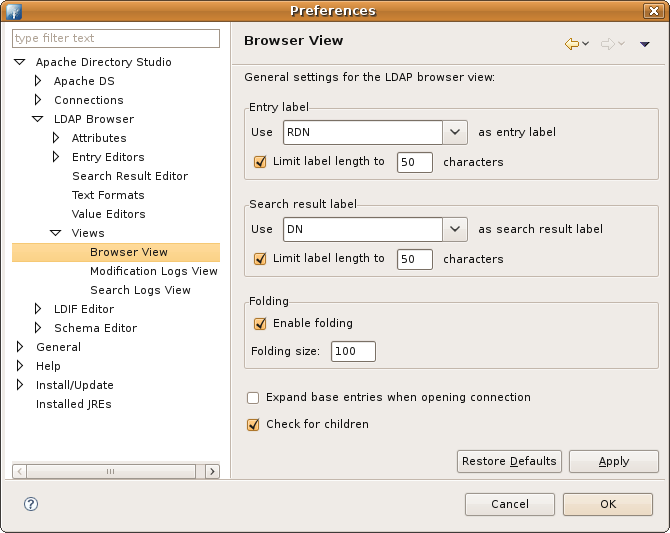 Preferences
type filter text
Apache Directory Studio
Apache DS
Connections
LDAP Browser
Attributes
Entry Editors
Search Result Editor
Text Formats
Value Editors
Views
Browser View
Modification Logs View
Search Logs View
LDIF Editor
Schema Editor
General
Help
Install/Update
Installed JREs
Browser View
General settings for the LDAP browser view:
Entry label
Use RDN as entry label
Limit label length to 50 characters
Search result label
Use DN as search result label
Limit label length to 50 characters
Folding
Enable folding
Folding size: 100
Expand base entries when opening connection
Check for children
Restore Defaults Apply
? Cancel OK